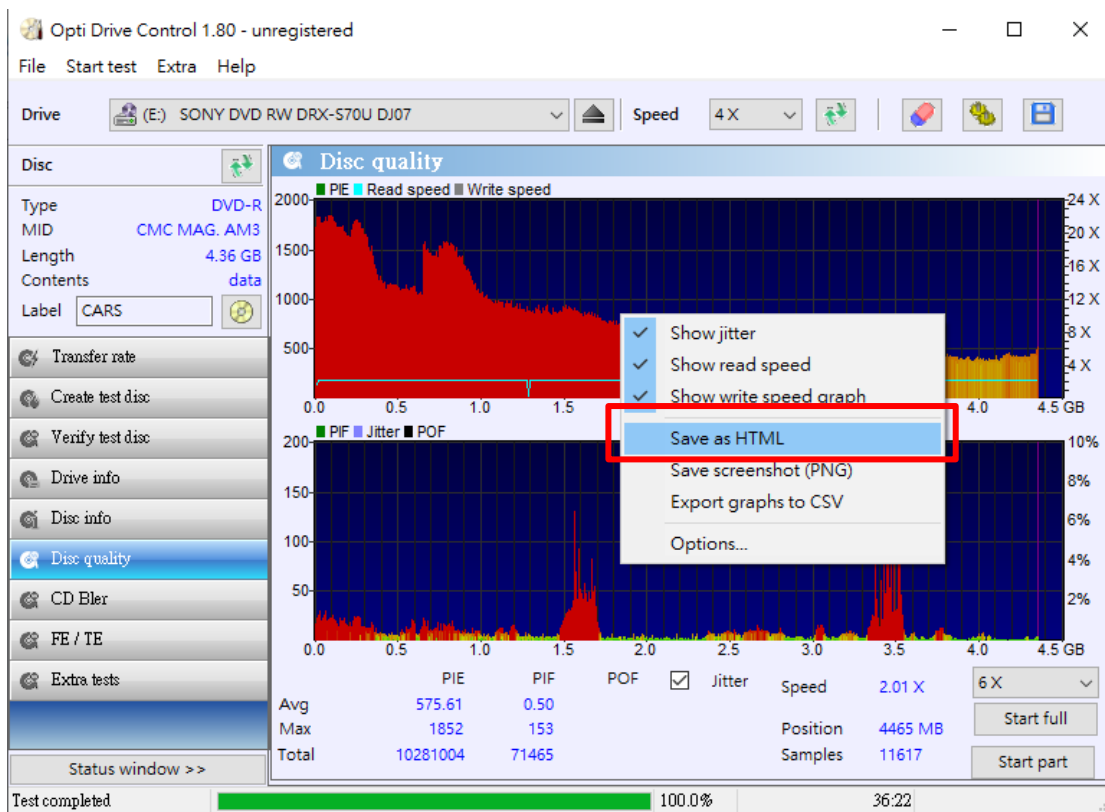 Opti Drive Control 1.80 - unregistered
File Start test Extra Help
Drive (E:) SONY DVD RW DRX-S70U DJ07 Speed 4 X
Disc
Type DVD-R
MID CMC MAG. AM3
Length 4.36 GB
Contents data
Label CARS
Transfer rate
Create test disc
Verify test disc
Drive info
Disc info
Disc quality
CD Bler
FE / TE
Extra tests
Status window >>
Disc quality
PIE Read speed Write speed
2000 24 X
20 X
1500
16 X
1000 12 X
8 X
500 4 X
0.0 0.5 1.0 1.5 4.0 4.5 GB
Show jitter
Show read speed
Show write speed graph
Save as HTML
Save screenshot (PNG)
Export graphs to CSV
Options...
PIF Jitter POF
200 10%
8%
150
6%
100
4%
50 2%
0.0 0.5 1.0 1.5 2.0 2.5 3.0 3.5 4.0 4.5 GB
PIE PIF POF Jitter Speed 2.01 X 6 X
Avg 575.61 0.50
Max 1852 153 Position 4465 MB Start full
Total 10281004 71465 Samples 11617 Start part
Test completed 100.0% 36:22